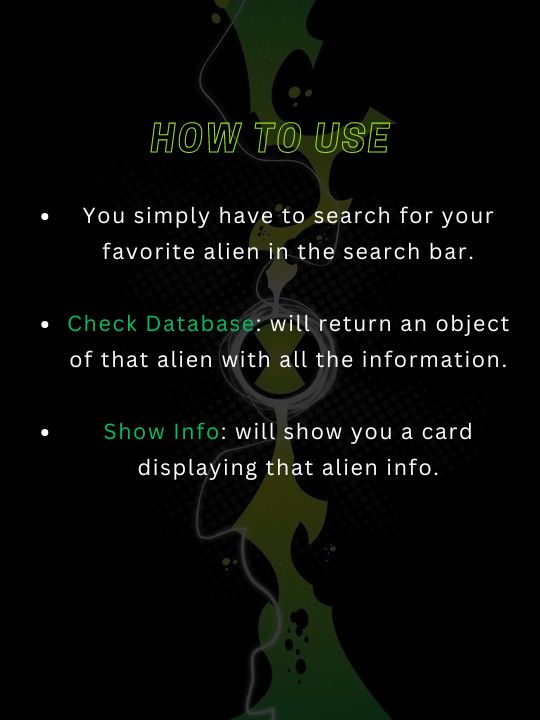 HOW TO USE
• You simply have to search for your
favorite alien in the search bar.
• Check Database: will return an object
of that alien with all the information.
• Show Info: will show you a card
displaying that alien info.